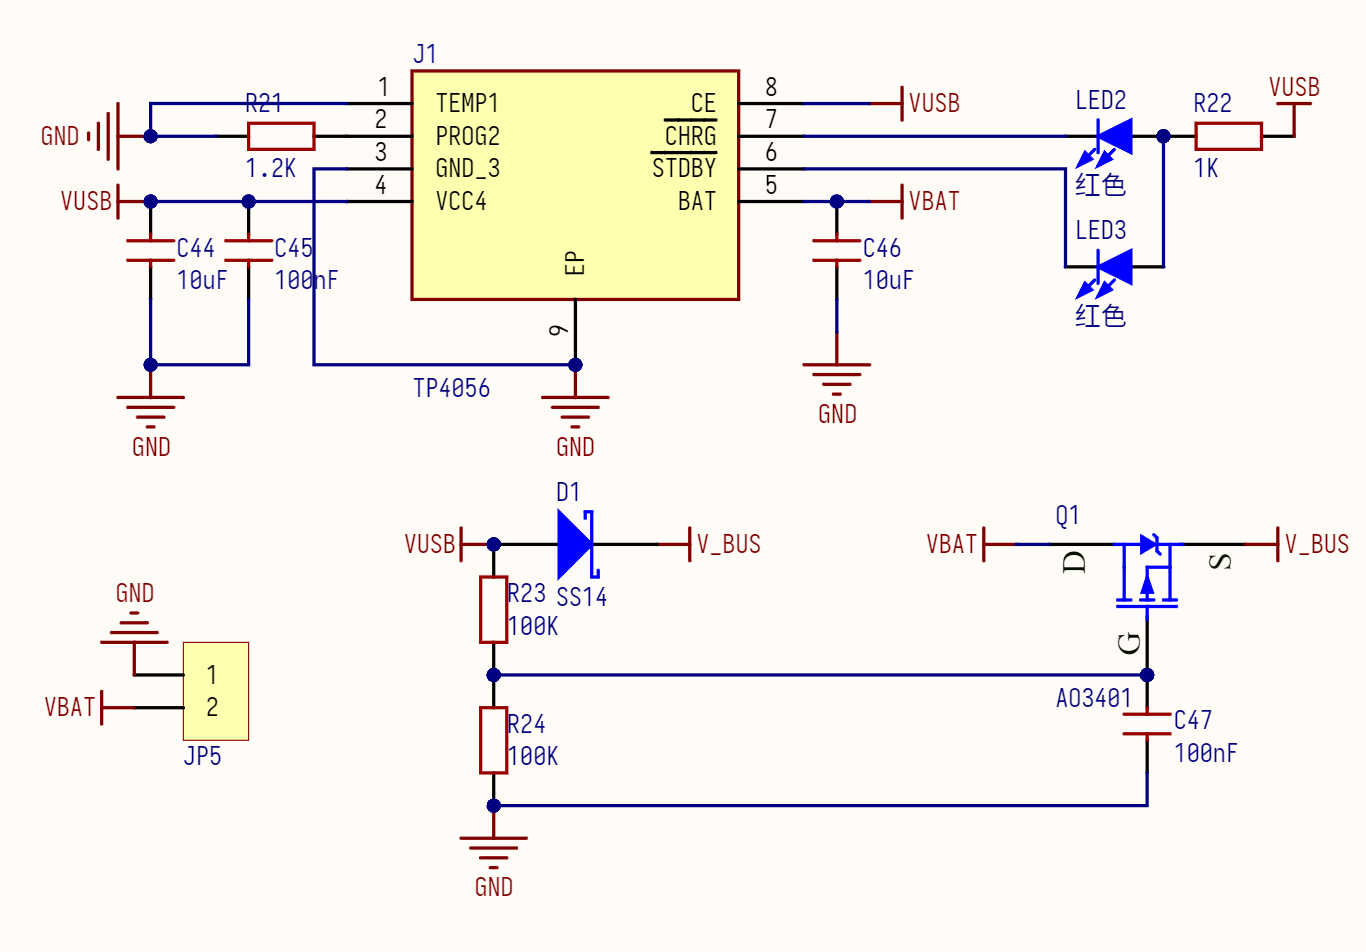 J1
1
TEMP1
CE
8
VUSB
LED2
R22
VUSB
R21
GND
2
PROG2
CHRG
7
1.2K
3
GND_3
STDBY
6
红色
1K
VUSB
4
VCC4
BAT
5
VBAT
LED3
C44
10uF
C45
100nF
EP
9
C46
10uF
红色
TP4056
GND
GND
GND
D1
VUSB
V_BUS
SS14
R23
100K
R24
100K
GND
Q1
VBAT
D
S
V_BUS
G
AO3401
C47
100nF
GND
1
VBAT
2
JP5